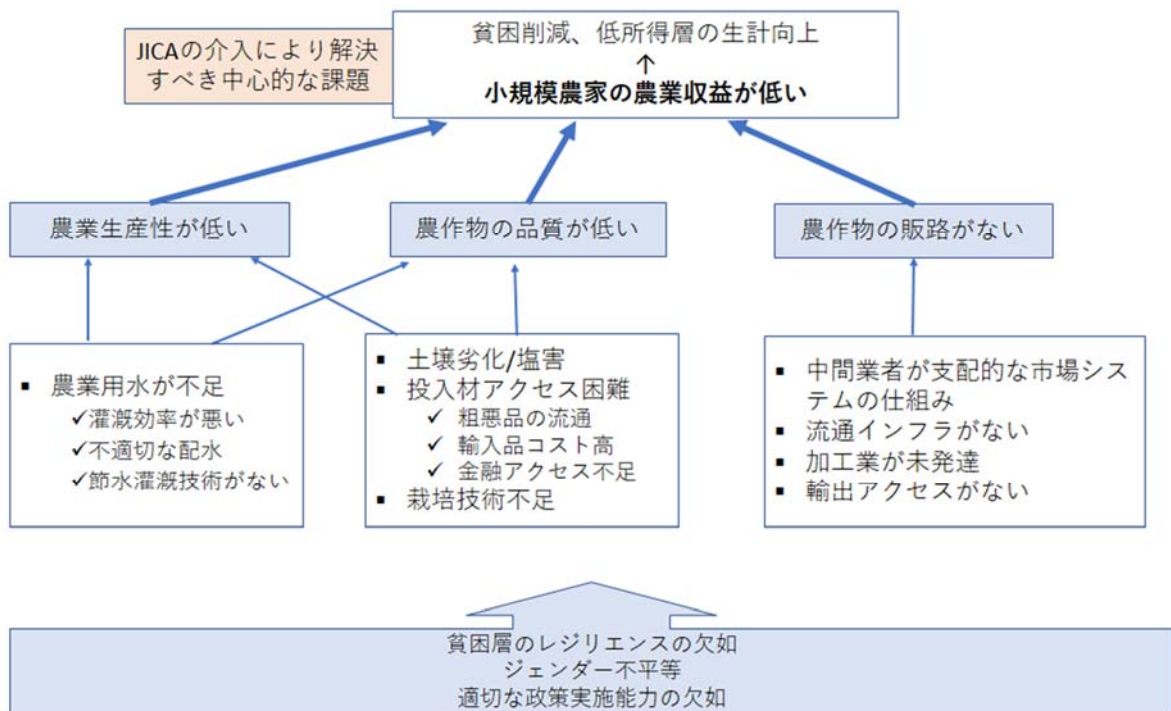 JICAの介入により解決
すべき中心的な課題
貧困削減、低所得層の生計向上
↑
小規模農家の農業収益が低い
農業生産性が低い
農作物の品質が低い
農作物の販路がない
▪ 農業用水が不足
✓灌漑効率が悪い
✓不適切な配水
✓節水灌漑技術がない
▪ 土壌劣化/塩害
▪ 投入材アクセス困難
✓ 粗悪品の流通
✓ 輸入品コスト高
✓ 金融アクセス不足
▪ 栽培技術不足
▪ 中間業者が支配的な市場シス
テムの仕組み
▪ 流通インフラがない
▪ 加工業が未発達
▪ 輸出アクセスがない
貧困層のレジリエンスの欠如
ジェンダー不平等
適切な政策実施能力の欠如